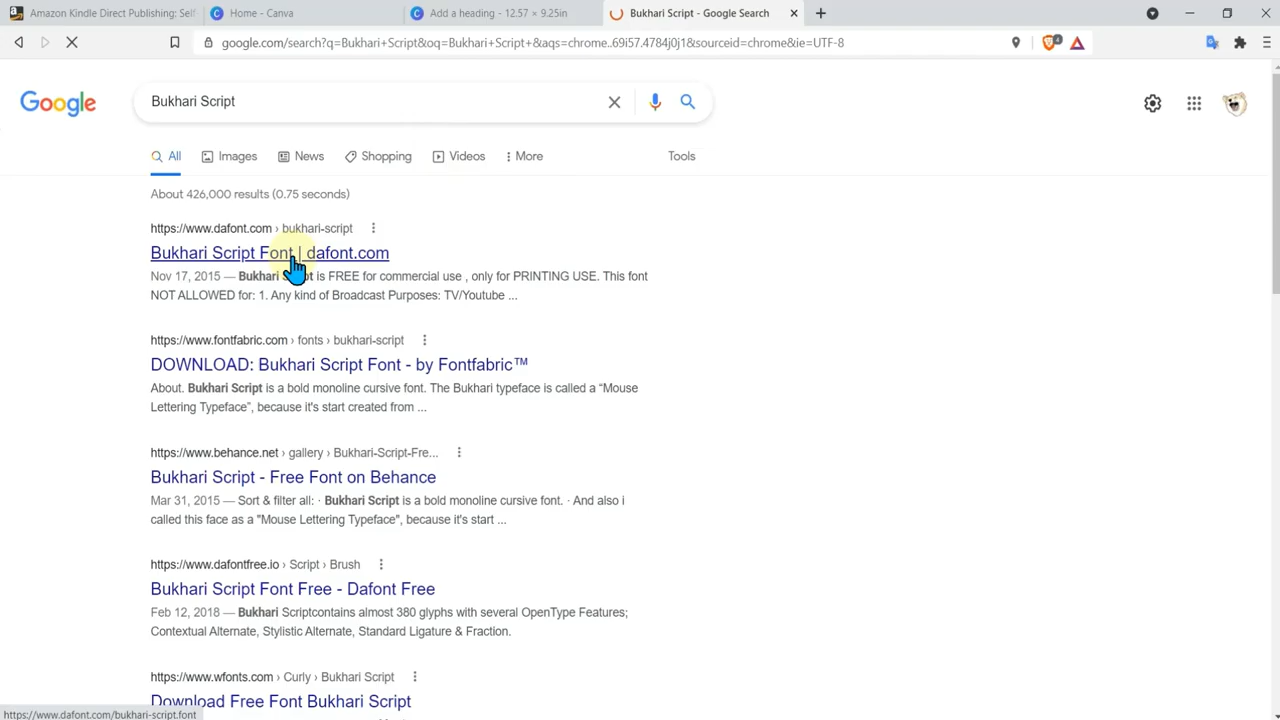 Amazon Kindle Direct Publishing: Self
Home - Canva
Add a heading - 12.57 × 9.25in
Bukhari Script - Google Search
google.com/search?q=Bukhari+Script&oq=Bukhari+Script+&aqs=chrome..69i57.4784j0j1&sourceid=chrome&ie=UTF-8
Google
Bukhari Script
All
Images
News
Shopping
Videos
More
Tools
About 426,000 results (0.75 seconds)
https://www.dafont.com › bukhari-script
Bukhari Script Font | dafont.com
Nov 17, 2015 — Bukhari Script is FREE for commercial use , only for PRINTING USE. This font
NOT ALLOWED for: 1. Any kind of Broadcast Purposes: TV/Youtube ...
https://www.fontfabric.com › fonts › bukhari-script
DOWNLOAD: Bukhari Script Font - by Fontfabric™
About. Bukhari Script is a bold monoline cursive font. The Bukhari typeface is called a “Mouse
Lettering Typeface”, because it's start created from ...
https://www.behance.net › gallery › Bukhari-Script-Fre...
Bukhari Script - Free Font on Behance
Mar 31, 2015 — Sort & filter all: · Bukhari Script is a bold monoline cursive font. · And also i
called this face as a "Mouse Lettering Typeface", because it's start ...
https://www.dafontfree.io › Script › Brush
Bukhari Script Font Free - Dafont Free
Feb 12, 2018 — Bukhari Scriptcontains almost 380 glyphs with several OpenType Features;
Contextual Alternate, Stylistic Alternate, Standard Ligature & Fraction.
https://www.wfonts.com › Curly › Bukhari Script
Download Free Font Bukhari Script
https://www.dafont.com/bukhari-script.font